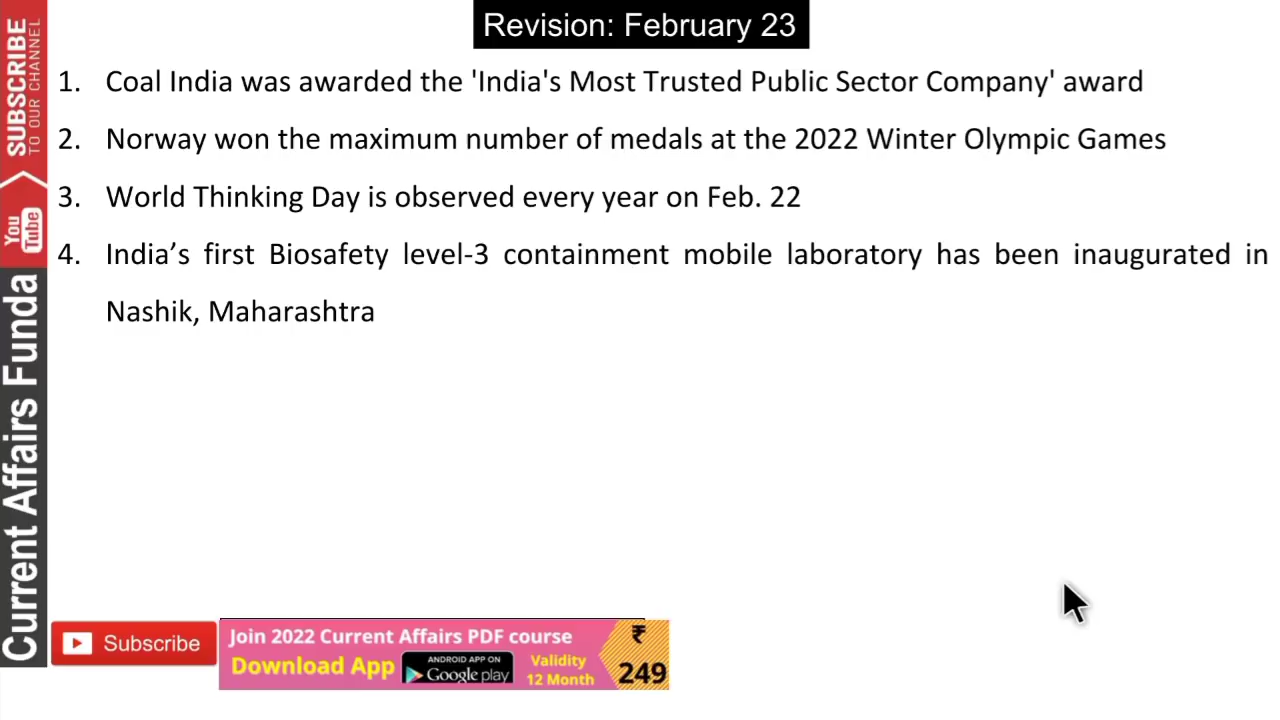 Revision: February 23
1. Coal India was awarded the 'India's Most Trusted Public Sector Company' award
2. Norway won the maximum number of medals at the 2022 Winter Olympic Games
3. World Thinking Day is observed every year on Feb. 22
4. India’s first Biosafety level-3 containment mobile laboratory has been inaugurated in
Nashik, Maharashtra
SUBSCRIBE
TO OUR CHANNEL
You
Tube
Current Affairs Funda
Subscribe
Join 2022 Current Affairs PDF course
Download App
ANDROID APP ON
Google play
Validity
12 Month
₹
249